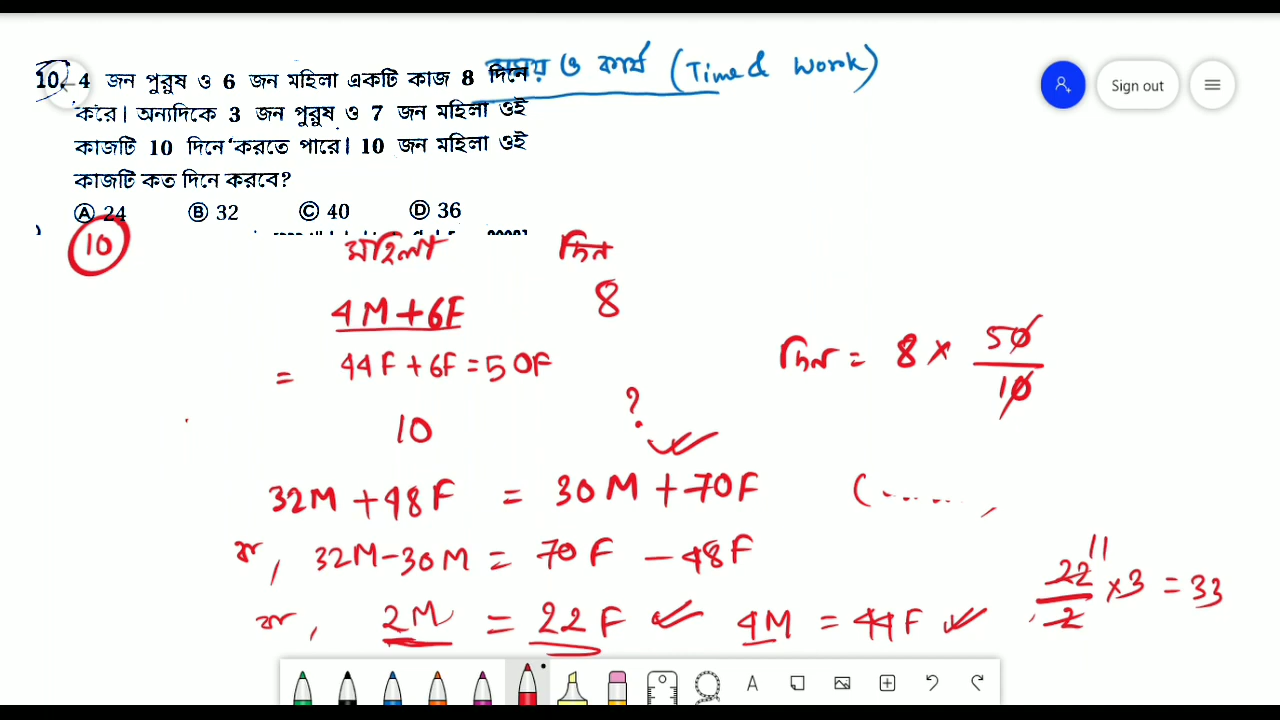 সময় ও কার্য (Time & Work)
Sign out
10. 4 জন পুরুষ ও 6 জন মহিলা একটি কাজ 8 দিনে
করে। অন্যদিকে 3 জন পুরুষ ও 7 জন মহিলা ওই
কাজটি 10 দিনে করতে পারে। 10 জন মহিলা ওই
কাজটি কত দিনে করবে?
Ⓐ 24 Ⓑ 32 Ⓒ 40 Ⓓ 36
10
মহিলা দিন
4M+6F 8
= 44F+6F=50F
দিন = 8 × 50/10
10 ?
32M+48F = 30M+70F (......,
বা, 32M-30M = 70F -48F
বা, 2M = 22F 4M = 44F
11
22/2 ×3 = 33
A